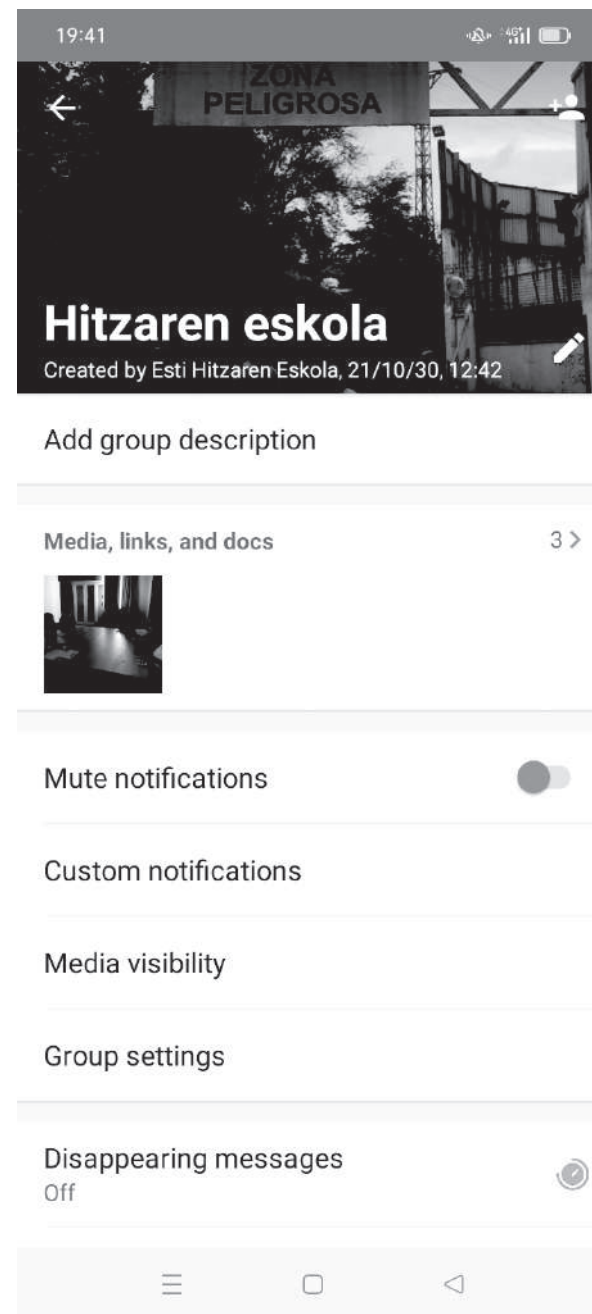 19:41
4G+
ZONA
PELIGROSA
Hitzaren eskola
Created by Esti Hitzaren Eskola, 21/10/30, 12:42
Add group description
Media, links, and docs
3
Mute notifications
Custom notifications
Media visibility
Group settings
Disappearing messages
Off